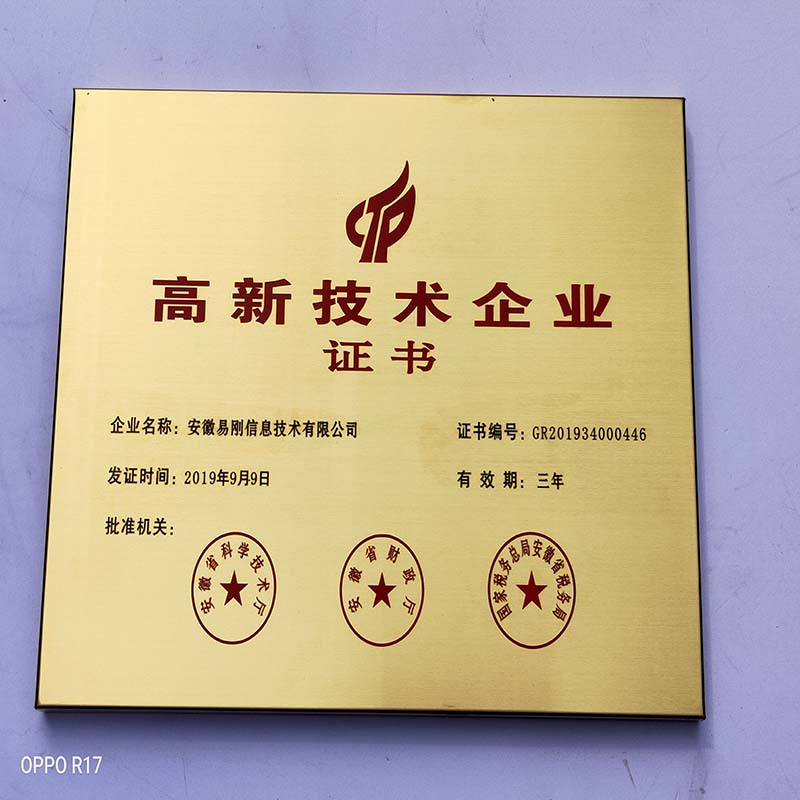 CTP
高新技术企业
证书
企业名称：安徽易刚信息技术有限公司 证书编号：GR201934000446
发证时间：2019年9月9日 有效期：三年
批准机关：
安徽省科学技术厅
安徽省财政厅
国家税务总局安徽省税务局
OPPO R17